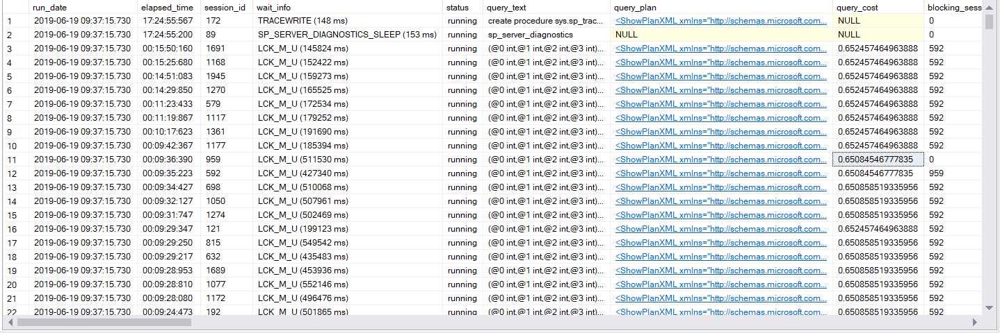 run_date elapsed_time session_id wait_info status query_text query_plan query_cost blocking_sess
1 2019-06-19 09:37:15.730 17:24:55:567 172 TRACEWRITE (148 ms) running create procedure sys.sp_trac... <ShowPlanXML xmlns="http://schemas.microsoft.com... NULL 0
2 2019-06-19 09:37:15.730 17:24:55:200 89 SP_SERVER_DIAGNOSTICS_SLEEP (153 ms) running sp_server_diagnostics NULL NULL 0
3 2019-06-19 09:37:15.730 00:15:50:160 1691 LCK_M_U (145824 ms) running (@0 int,@1 int,@2 int,@3 int)... <ShowPlanXML xmlns="http://schemas.microsoft.com... 0.652457464963888 592
4 2019-06-19 09:37:15.730 00:15:25:680 1168 LCK_M_U (152422 ms) running (@0 int,@1 int,@2 int,@3 int)... <ShowPlanXML xmlns="http://schemas.microsoft.com... 0.652457464963888 592
5 2019-06-19 09:37:15.730 00:14:51:083 1945 LCK_M_U (159273 ms) running (@0 int,@1 int,@2 int,@3 int)... <ShowPlanXML xmlns="http://schemas.microsoft.com... 0.652457464963888 592
6 2019-06-19 09:37:15.730 00:14:29:850 1270 LCK_M_U (165525 ms) running (@0 int,@1 int,@2 int,@3 int)... <ShowPlanXML xmlns="http://schemas.microsoft.com... 0.652457464963888 592
7 2019-06-19 09:37:15.730 00:11:23:433 579 LCK_M_U (172534 ms) running (@0 int,@1 int,@2 int,@3 int)... <ShowPlanXML xmlns="http://schemas.microsoft.com... 0.652457464963888 592
8 2019-06-19 09:37:15.730 00:11:19:867 1117 LCK_M_U (179252 ms) running (@0 int,@1 int,@2 int,@3 int)... <ShowPlanXML xmlns="http://schemas.microsoft.com... 0.652457464963888 592
9 2019-06-19 09:37:15.730 00:10:17:623 1361 LCK_M_U (191690 ms) running (@0 int,@1 int,@2 int,@3 int)... <ShowPlanXML xmlns="http://schemas.microsoft.com... 0.652457464963888 592
10 2019-06-19 09:37:15.730 00:09:42:367 1177 LCK_M_U (185394 ms) running (@0 int,@1 int,@2 int,@3 int)... <ShowPlanXML xmlns="http://schemas.microsoft.com... 0.652457464963888 592
11 2019-06-19 09:37:15.730 00:09:36:390 959 LCK_M_U (511530 ms) running (@0 int,@1 int,@2 int,@3 int)... <ShowPlanXML xmlns="http://schemas.microsoft.com... 0.65084546777835 0
12 2019-06-19 09:37:15.730 00:09:35:223 592 LCK_M_U (427340 ms) running (@0 int,@1 int,@2 int,@3 int)... <ShowPlanXML xmlns="http://schemas.microsoft.com... 0.65084546777835 959
13 2019-06-19 09:37:15.730 00:09:34:427 698 LCK_M_U (510068 ms) running (@0 int,@1 int,@2 int,@3 int)... <ShowPlanXML xmlns="http://schemas.microsoft.com... 0.650858519335956 592
14 2019-06-19 09:37:15.730 00:09:32:127 1050 LCK_M_U (507961 ms) running (@0 int,@1 int,@2 int,@3 int)... <ShowPlanXML xmlns="http://schemas.microsoft.com... 0.650858519335956 592
15 2019-06-19 09:37:15.730 00:09:31:747 1274 LCK_M_U (502469 ms) running (@0 int,@1 int,@2 int,@3 int)... <ShowPlanXML xmlns="http://schemas.microsoft.com... 0.650858519335956 592
16 2019-06-19 09:37:15.730 00:09:29:347 121 LCK_M_U (199123 ms) running (@0 int,@1 int,@2 int,@3 int)... <ShowPlanXML xmlns="http://schemas.microsoft.com... 0.652457464963888 592
17 2019-06-19 09:37:15.730 00:09:29:250 815 LCK_M_U (549542 ms) running (@0 int,@1 int,@2 int,@3 int)... <ShowPlanXML xmlns="http://schemas.microsoft.com... 0.650858519335956 592
18 2019-06-19 09:37:15.730 00:09:29:217 632 LCK_M_U (435483 ms) running (@0 int,@1 int,@2 int,@3 int)... <ShowPlanXML xmlns="http://schemas.microsoft.com... 0.650858519335956 592
19 2019-06-19 09:37:15.730 00:09:28:953 1689 LCK_M_U (453936 ms) running (@0 int,@1 int,@2 int,@3 int)... <ShowPlanXML xmlns="http://schemas.microsoft.com... 0.650858519335956 592
20 2019-06-19 09:37:15.730 00:09:28:810 1077 LCK_M_U (552146 ms) running (@0 int,@1 int,@2 int,@3 int)... <ShowPlanXML xmlns="http://schemas.microsoft.com... 0.650858519335956 592
21 2019-06-19 09:37:15.730 00:09:28:080 1172 LCK_M_U (496476 ms) running (@0 int,@1 int,@2 int,@3 int)... <ShowPlanXML xmlns="http://schemas.microsoft.com... 0.650858519335956 592
22 2019-06-19 09:37:15.730 00:09:24:473 192 LCK_M_U (501865 ms) running (@0 int,@1 int,@2 int,@3 int)... <ShowPlanXML xmlns="http://schemas.microsoft.com... 0.650858519335956 592